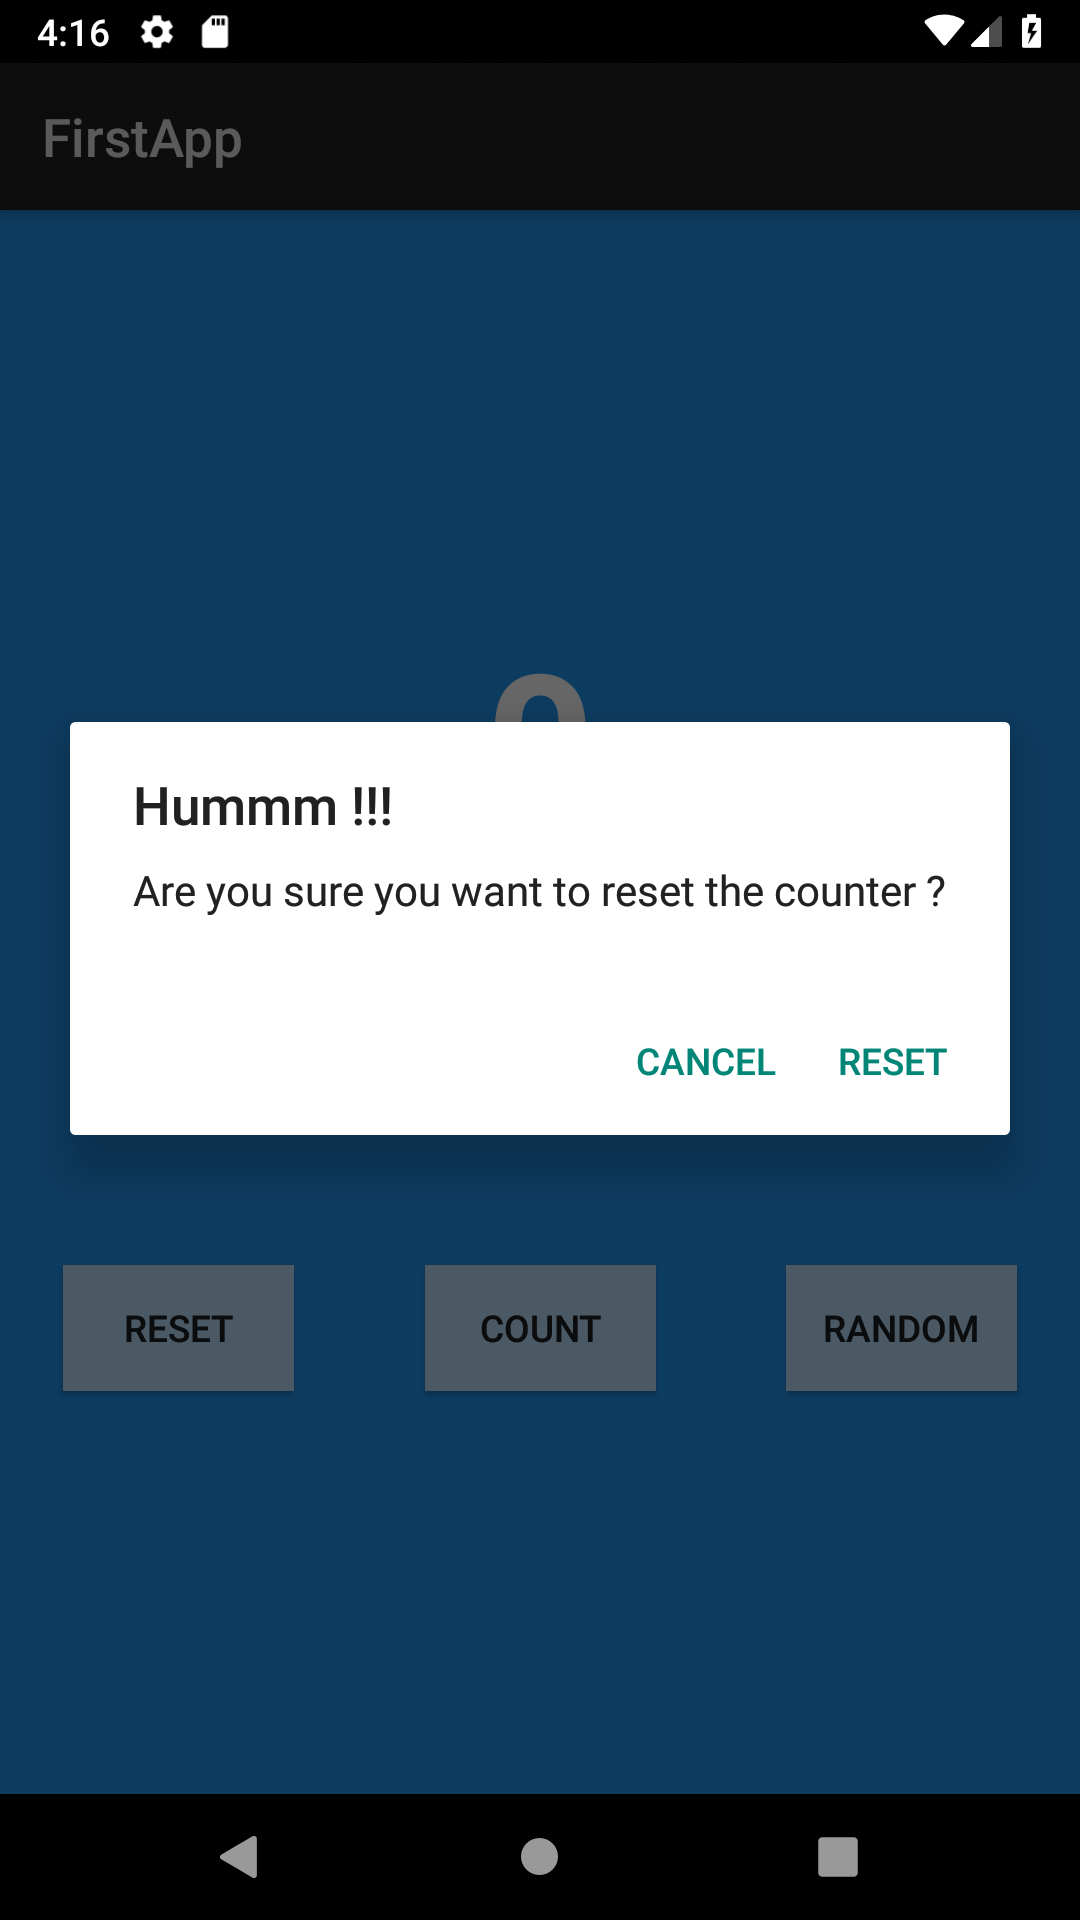 4:16
FirstApp
Hummm !!!
Are you sure you want to reset the counter ?
CANCEL RESET
RESET COUNT RANDOM